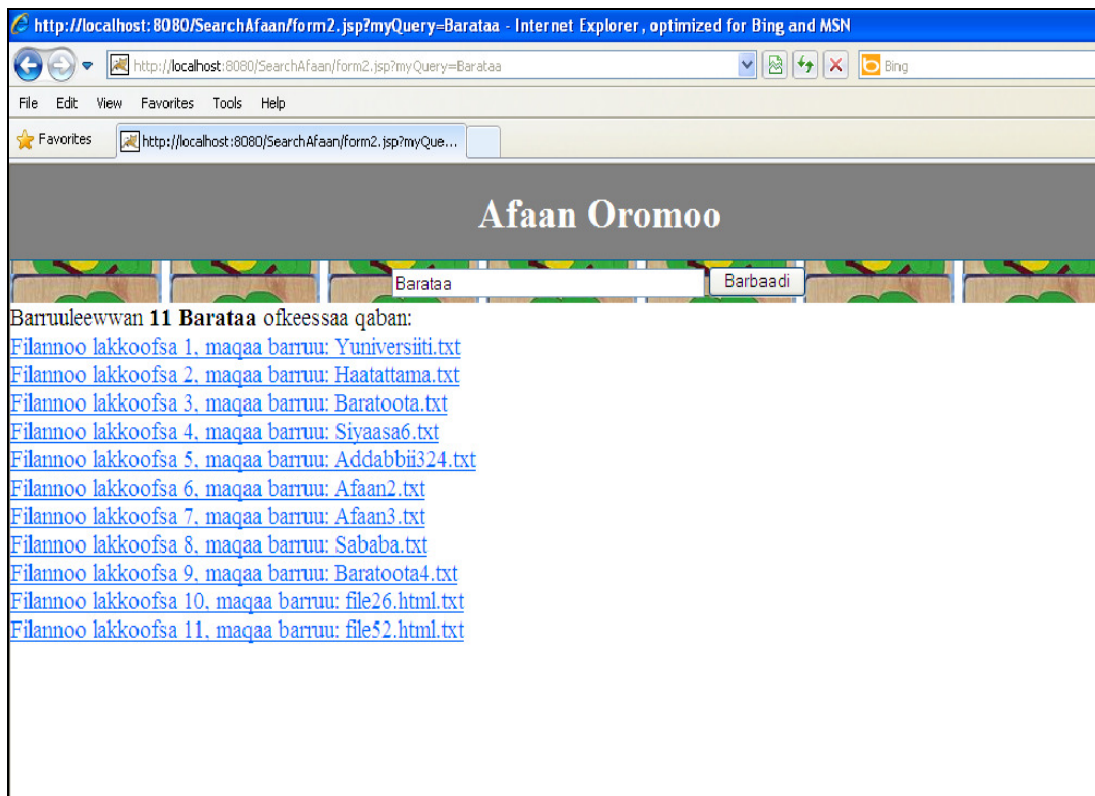 http://localhost:8080/SearchAfaan/form2.jsp?myQuery=Barataa - Internet Explorer, optimized for Bing and MSN
http://localhost:8080/SearchAfaan/form2.jsp?myQuery=Barataa Bing
File Edit View Favorites Tools Help
Favorites http://localhost:8080/SearchAfaan/form2.jsp?myQue...
Afaan Oromoo
Barataa Barbaadi
Barruuleewwan 11 Barataa ofkeessaa qaban:
Filannoo lakkoofsa 1, maqaa barruu: Yuniversiiti.txt
Filannoo lakkoofsa 2, maqaa barruu: Haatattama.txt
Filannoo lakkoofsa 3, maqaa barruu: Baratoota.txt
Filannoo lakkoofsa 4, maqaa barruu: Siyaasa6.txt
Filannoo lakkoofsa 5, maqaa barruu: Addabbii324.txt
Filannoo lakkoofsa 6, maqaa barruu: Afaan2.txt
Filannoo lakkoofsa 7, maqaa barruu: Afaan3.txt
Filannoo lakkoofsa 8, maqaa barruu: Sababa.txt
Filannoo lakkoofsa 9, maqaa barruu: Baratoota4.txt
Filannoo lakkoofsa 10, maqaa barruu: file26.html.txt
Filannoo lakkoofsa 11, maqaa barruu: file52.html.txt